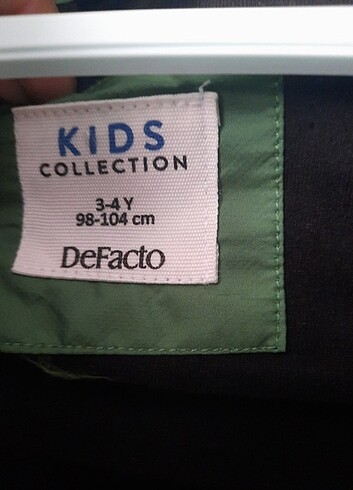 KIDS
COLLECTION
3-4 Y
98-104 cm
DeFacto